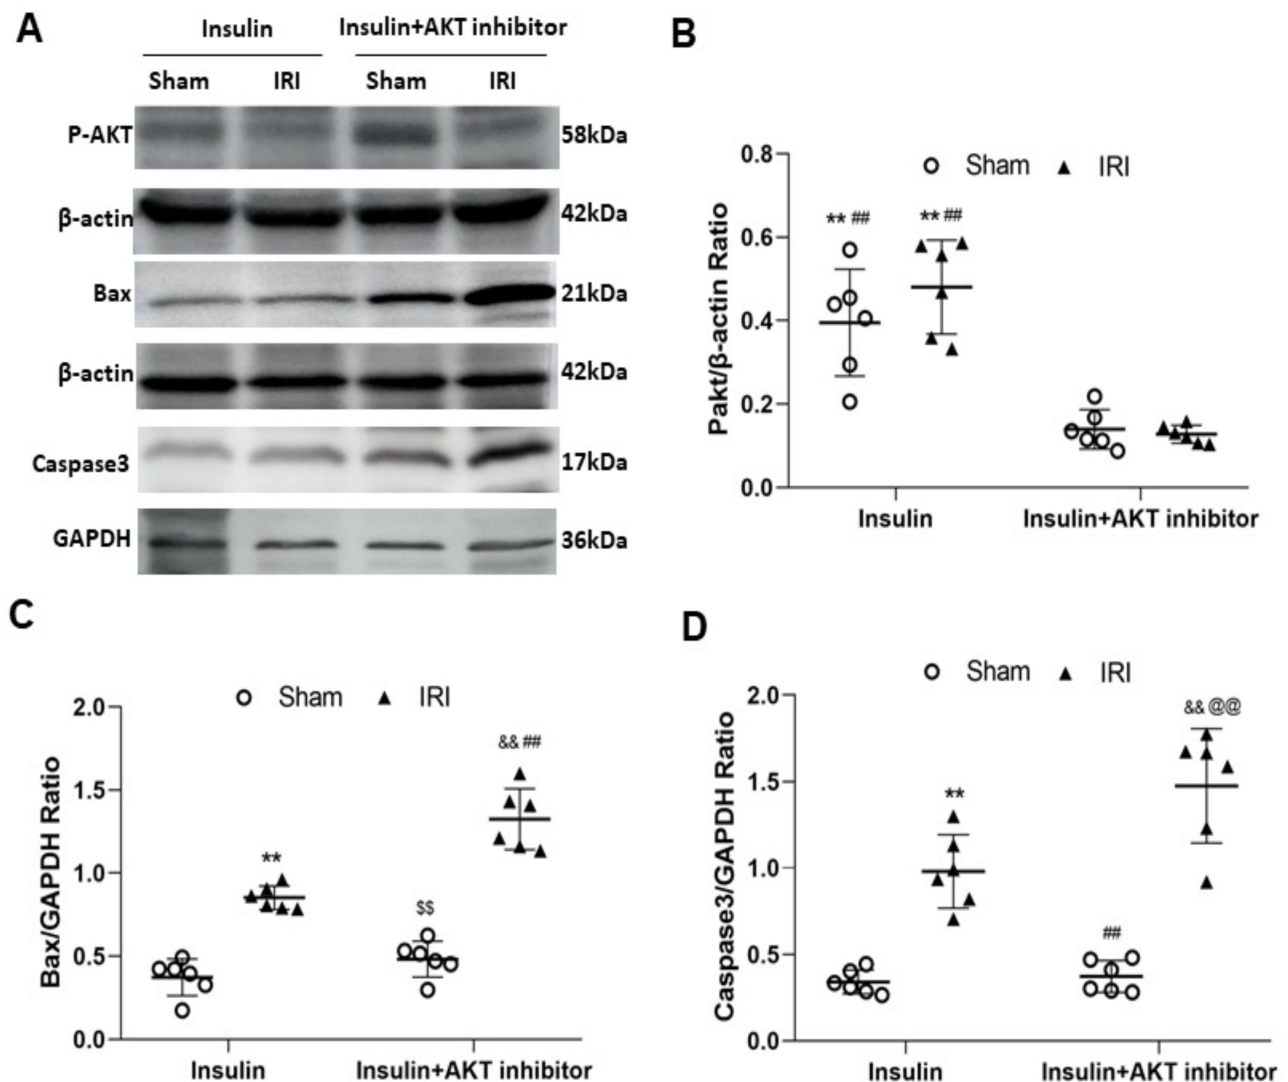 A
Insulin Insulin+AKT inhibitor
Sham IRI Sham IRI
P-AKT 58kDa
β-actin 42kDa
Bax 21kDa
β-actin 42kDa
Caspase3 17kDa
GAPDH 36kDa
B
Sham IRI
Pakt/β-actin Ratio
0.8
0.6
0.4
0.2
0.0
** ## ** ##
Insulin Insulin+AKT inhibitor
C
Sham IRI
Bax/GAPDH Ratio
2.0
1.5
1.0
0.5
0.0
**
$$
&& ##
Insulin Insulin+AKT inhibitor
D
Sham IRI
Caspase3/GAPDH Ratio
2.0
1.5
1.0
0.5
0.0
**
##
&& @@
Insulin Insulin+AKT inhibitor